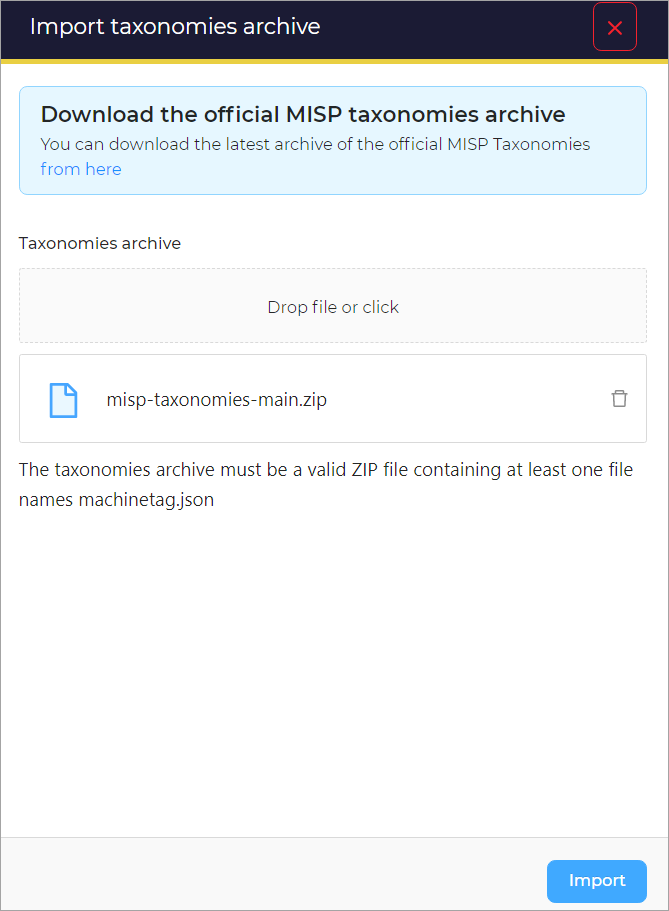 Import taxonomies archive
Download the official MISP taxonomies archive
You can download the latest archive of the official MISP Taxonomies
from here
Taxonomies archive
Drop file or click
misp-taxonomies-main.zip
The taxonomies archive must be a valid ZIP file containing at least one file
names machinetag.json
Import